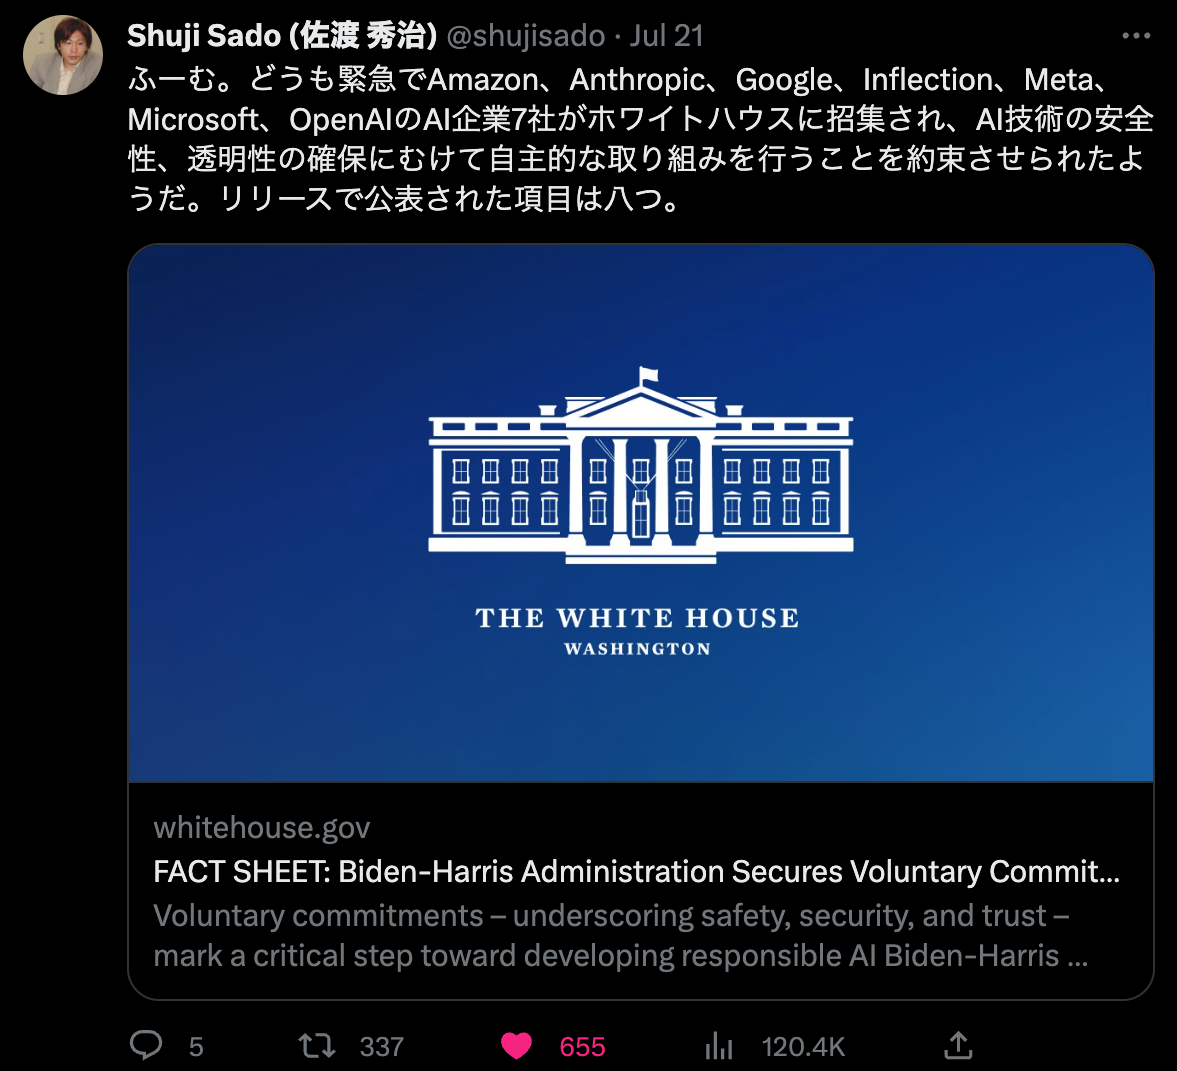 Shuji Sado (佐渡 秀治) @shujisado · Jul 21
ふーむ。どうも緊急でAmazon、Anthropic、Google、Inflection、Meta、
Microsoft、OpenAIのAI企業7社がホワイトハウスに招集され、AI技術の安全
性、透明性の確保にむけて自主的な取り組みを行うことを約束させられたよ
うだ。リリースで公表された項目は八つ。
THE WHITE HOUSE
WASHINGTON
whitehouse.gov
FACT SHEET: Biden-Harris Administration Secures Voluntary Commit...
Voluntary commitments – underscoring safety, security, and trust –
mark a critical step toward developing responsible AI Biden-Harris ...
5 337 655 120.4K